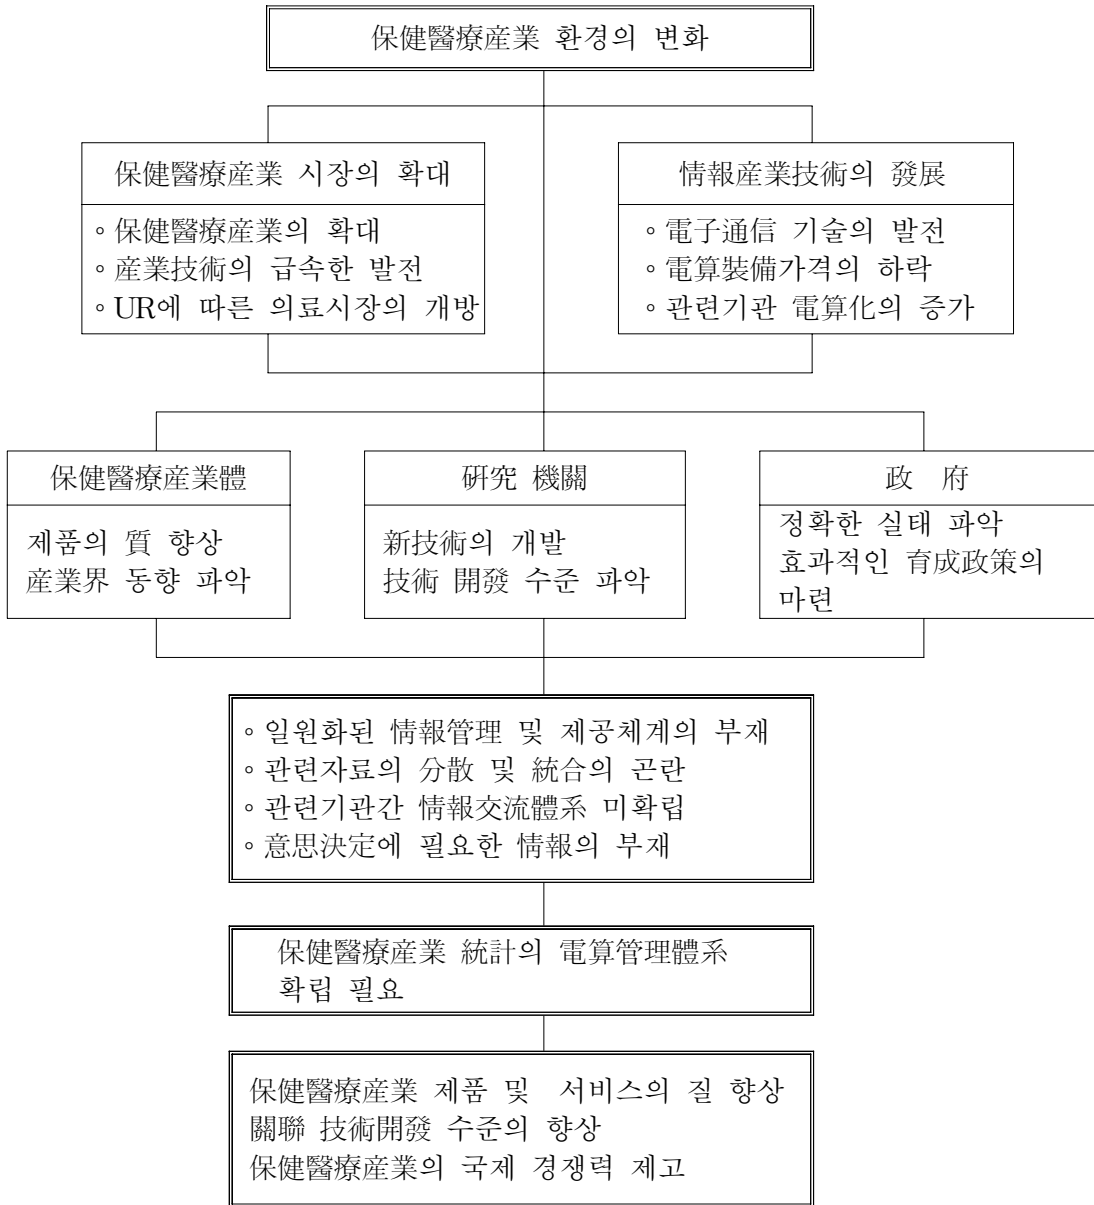 保健醫療産業 환경의 변화
保健醫療産業 시장의 확대
◦保健醫療産業의 확대
◦産業技術의 급속한 발전
◦UR에 따른 의료시장의 개방
情報産業技術의 發展
◦電子通信 기술의 발전
◦電算裝備가격의 하락
◦관련기관 電算化의 증가
保健醫療産業體
제품의 質 향상
産業界 동향 파악
硏究 機關
新技術의 개발
技術 開發 수준 파악
政 府
정확한 실태 파악
효과적인 育成政策의
마련
◦일원화된 情報管理 및 제공체계의 부재
◦관련자료의 分散 및 統合의 곤란
◦관련기관간 情報交流體系 미확립
◦意思決定에 필요한 情報의 부재
保健醫療産業 統計의 電算管理體系
확립 필요
保健醫療産業 제품 및 서비스의 질 향상
關聯 技術開發 수준의 향상
保健醫療産業의 국제 경쟁력 제고